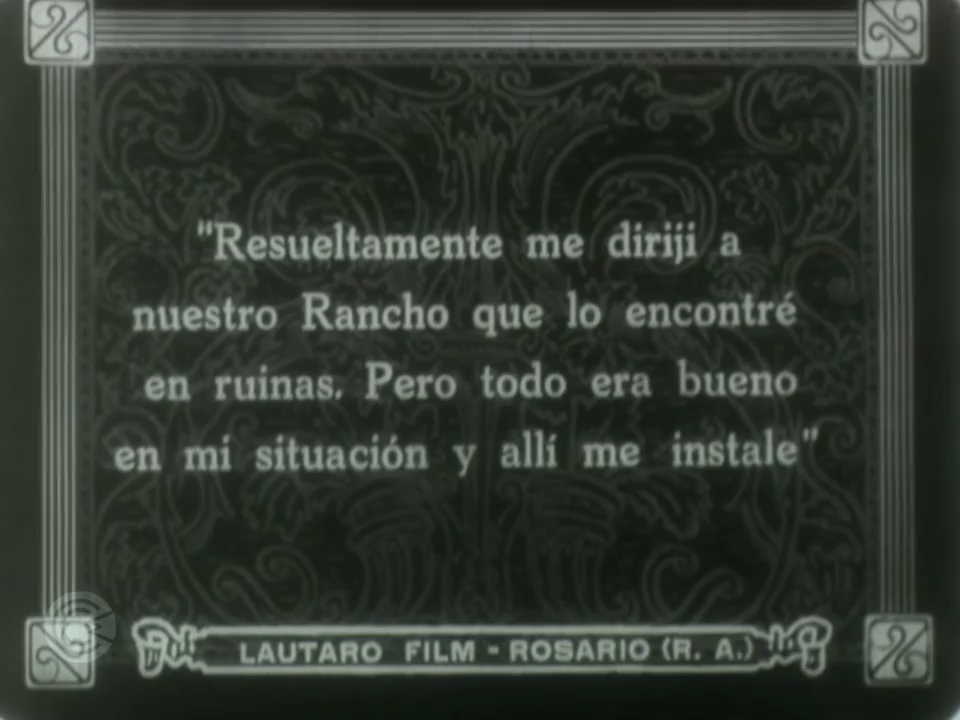 "Resueltamente me diriji a
nuestro Rancho que lo encontré
en ruinas. Pero todo era bueno
en mi situación y allí me instale"
LAUTARO FILM - ROSARIO (R. A.)